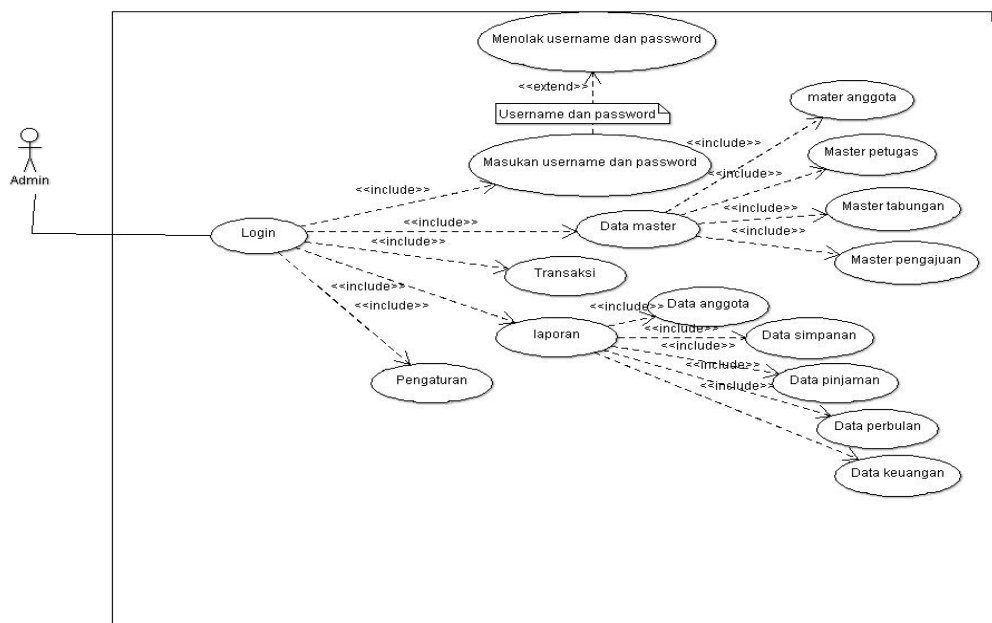 Menolak username dan password
<<extend>>
Username dan password
Masukan username dan password
mater anggota
<<include>>
Master petugas
<<include>>
Master tabungan
<<include>>
Master pengajuan
<<include>>
Admin
<<include>>
Login
<<include>>
Data master
<<include>>
Transaksi
<<include>>
<<include>>
laporan
Pengaturan
<<include>>
Data anggota
<<include>>
Data simpanan
<<include>>
Data pinjaman
<<include>>
Data perbulan
<<include>>
Data keuangan